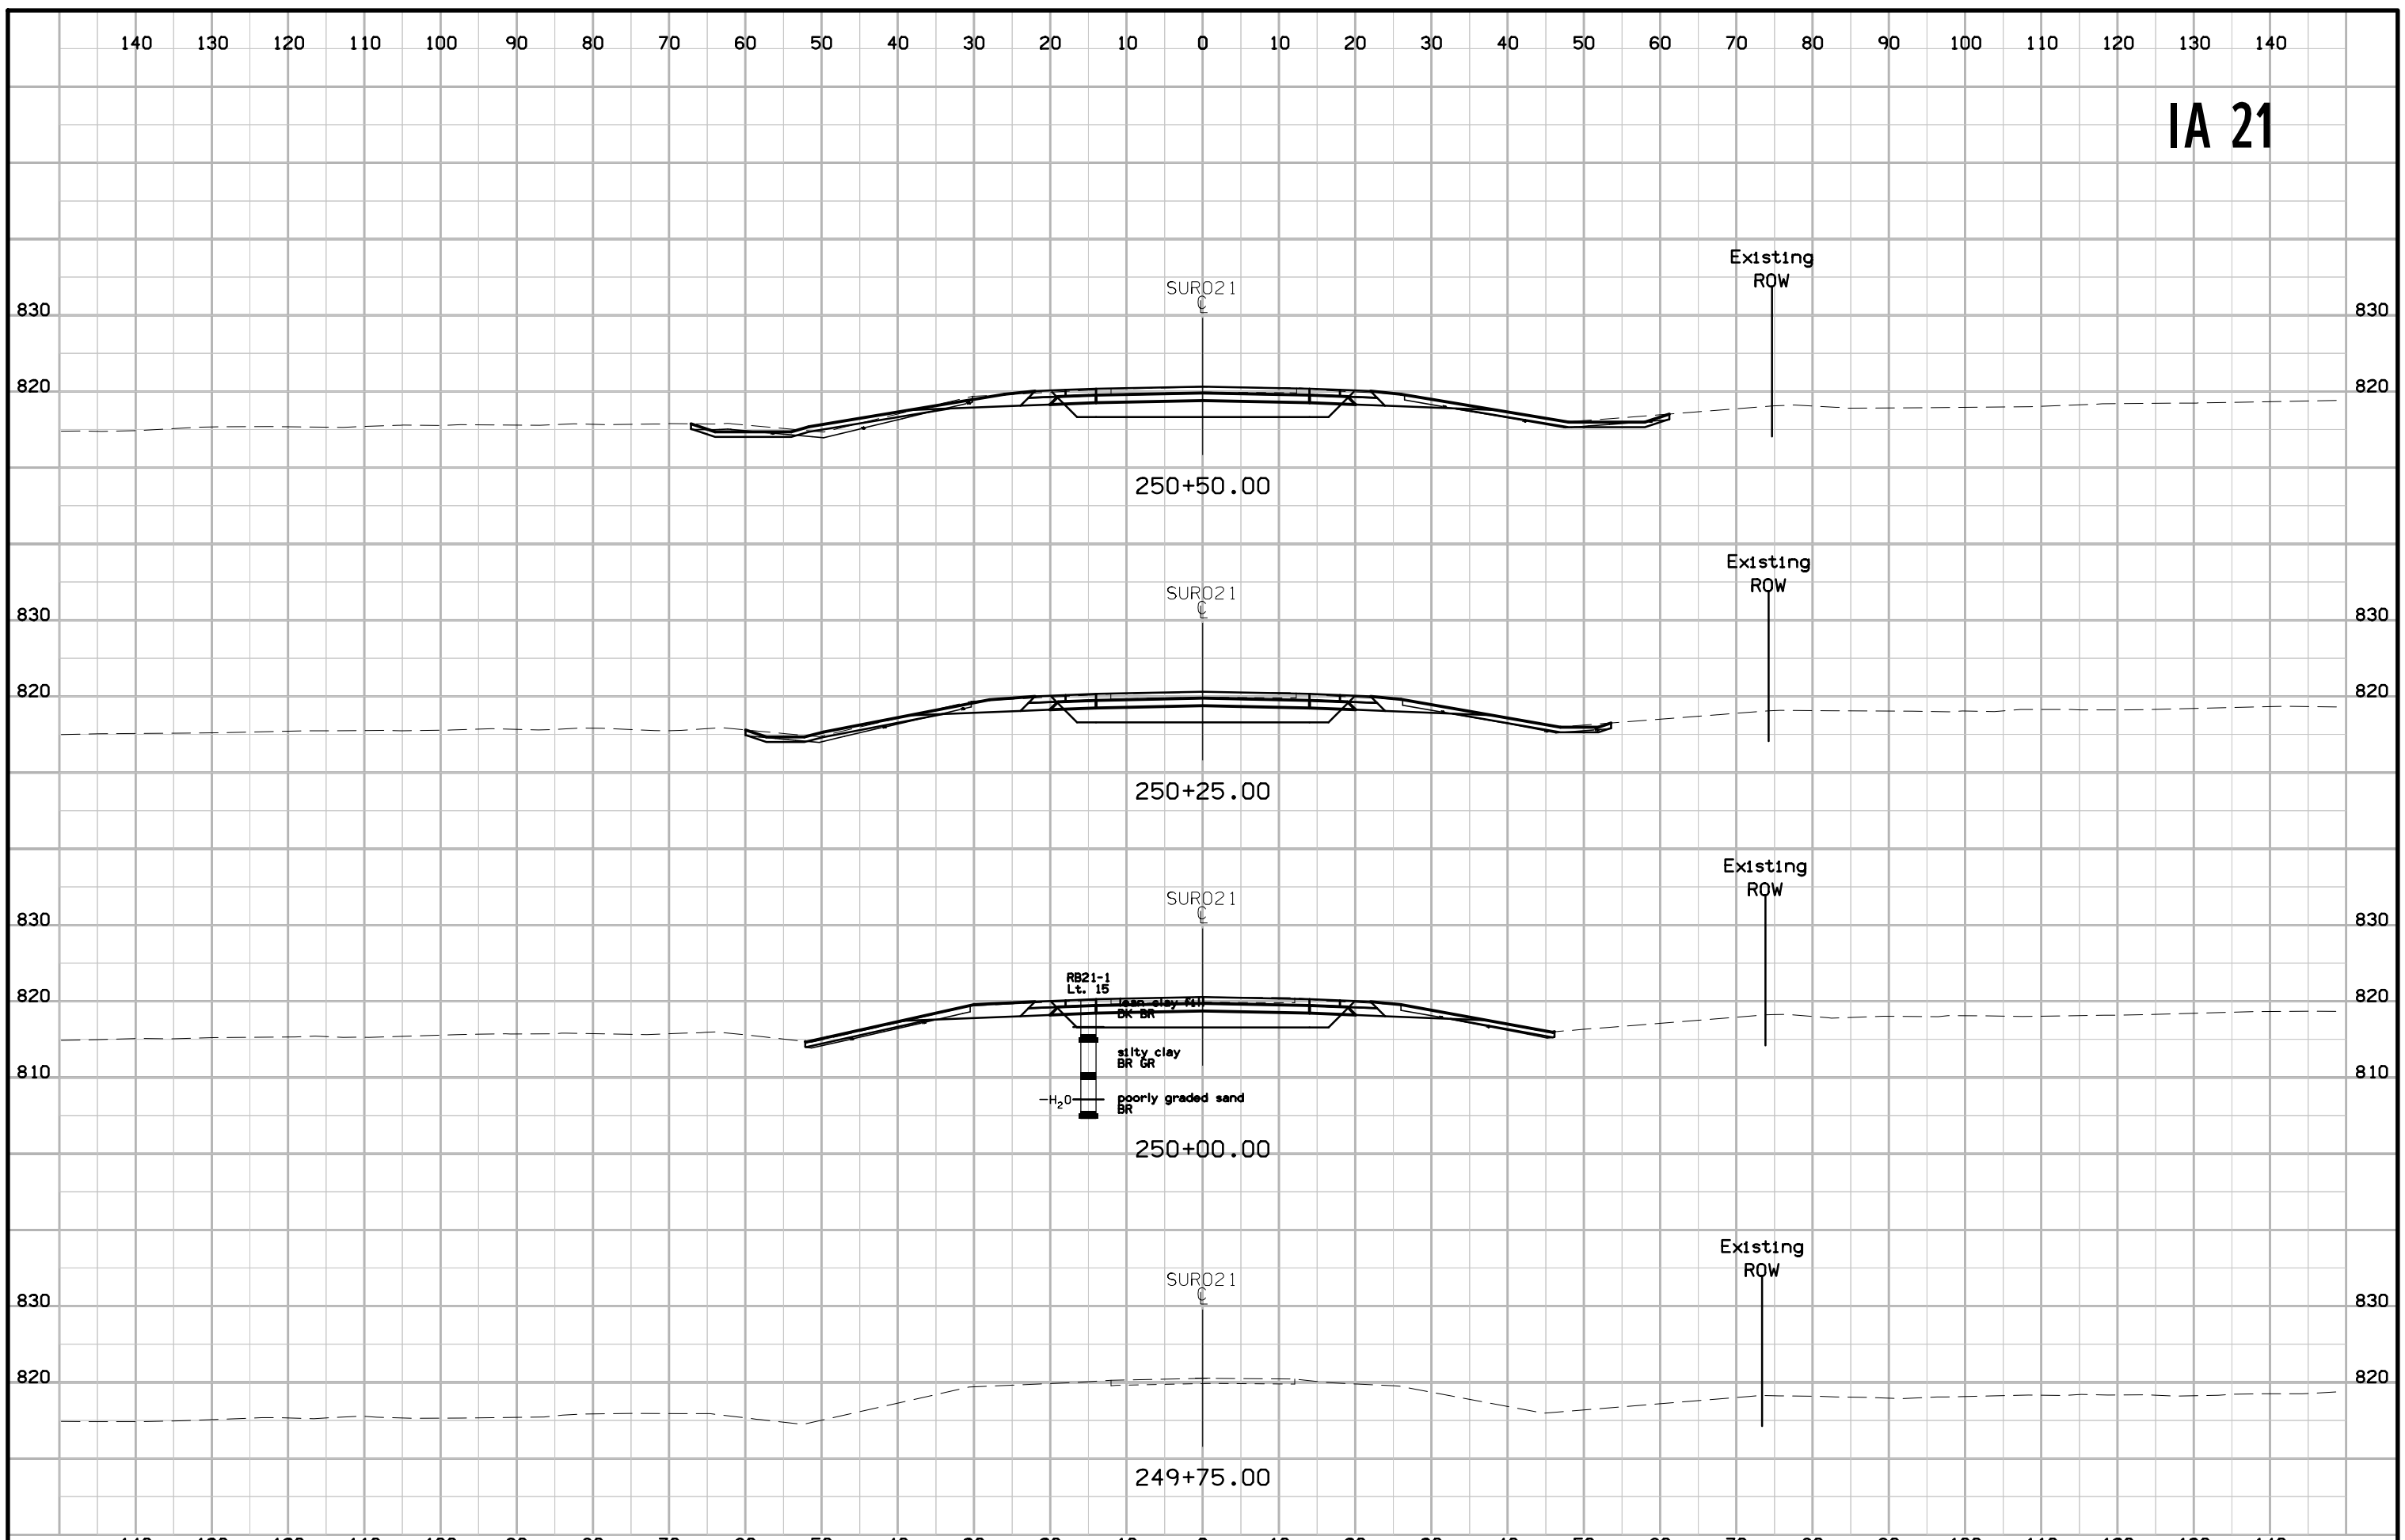 140 130 120 110 100 90 80 70 60 50 40 30 20 10 0 10 20 30 40 50 60 70 80 90 100 110 120 130 140
IA 21
Existing
ROW
SUR021
℄
830 830
820 820
250+50.00
Existing
ROW
SUR021
℄
830 830
820 820
250+25.00
Existing
ROW
SUR021
℄
830 830
RB21-1
Lt. 15
820 820
lean clay fill
DK BR
silty clay
BR GR
810 810
H₂O
poorly graded sand
BR
250+00.00
Existing
ROW
SUR021
℄
830 830
820 820
249+75.00